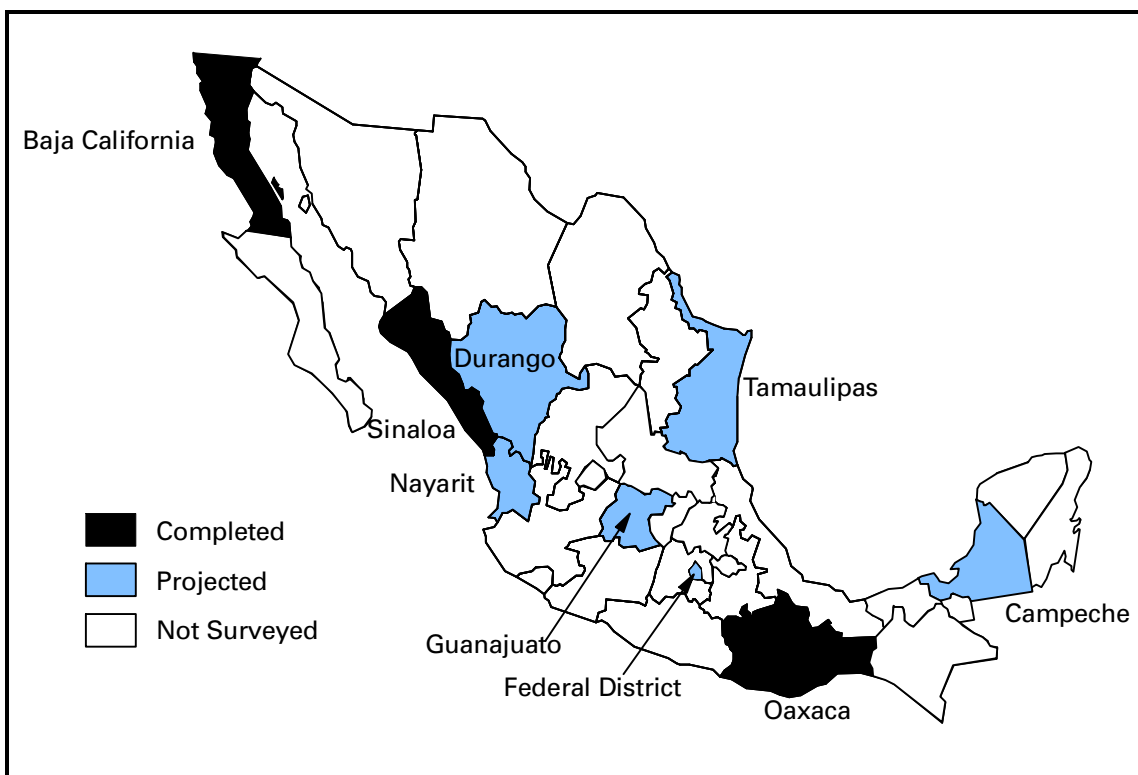 Baja California
Durango
Tamaulipas
Sinaloa
Nayarit
Completed
Projected
Not Surveyed
Campeche
Guanajuato
Federal District
Oaxaca